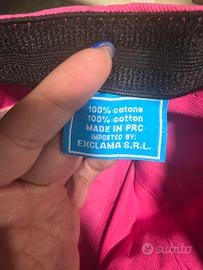 100% cotone
100% cotton
MADE IN PRC
IMPORTED BY:
EXCLAMA S.R.L.
subito